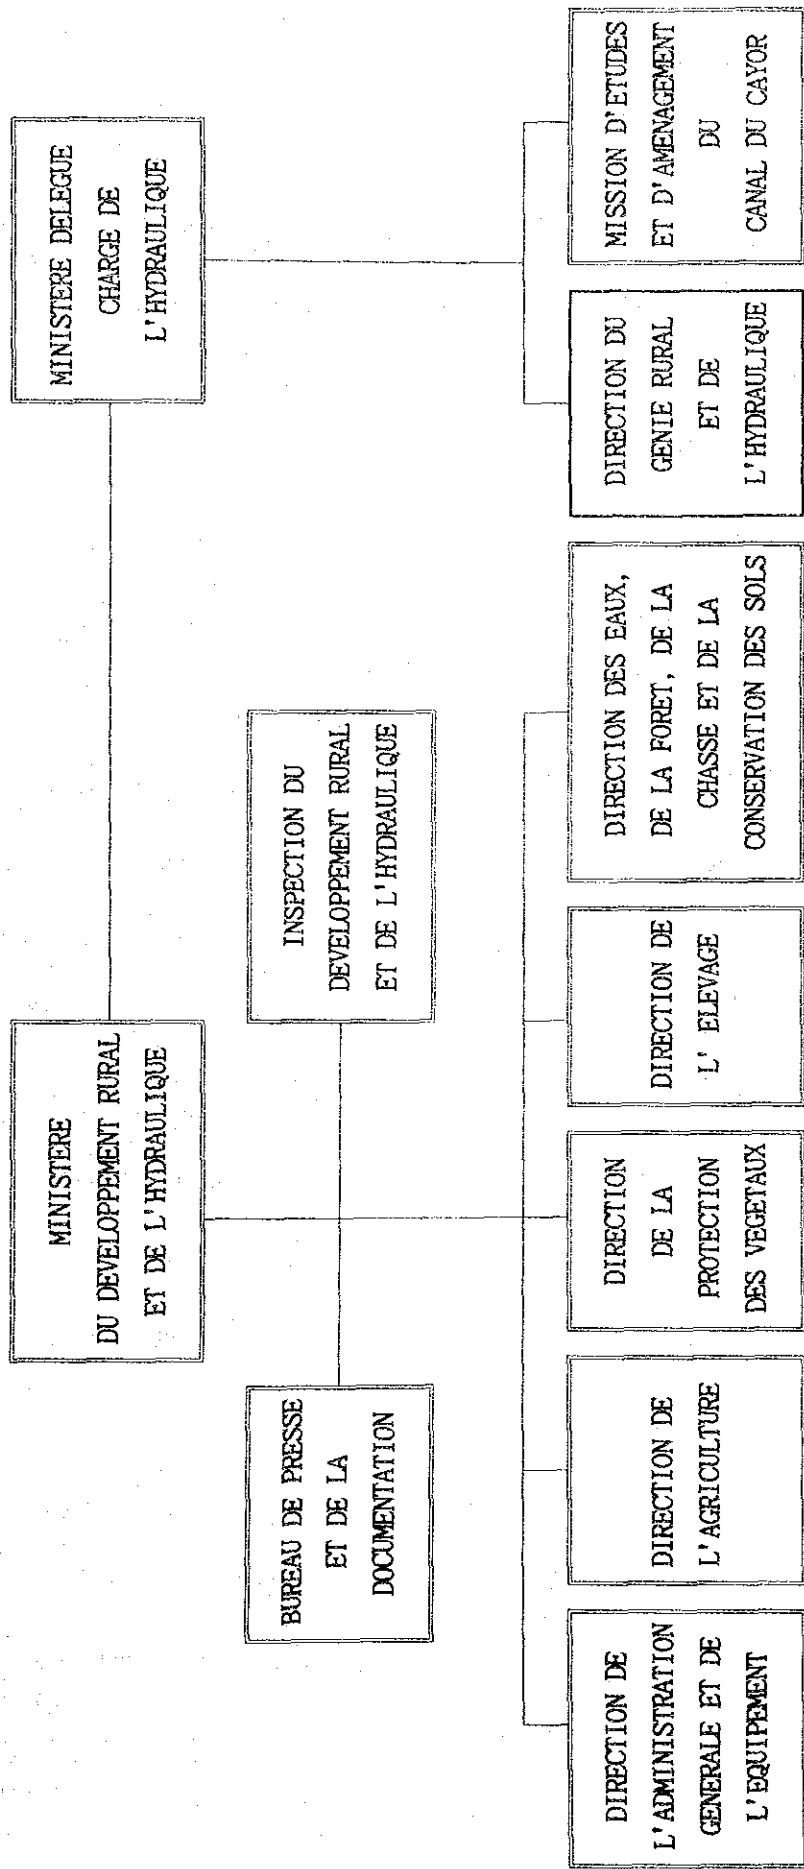 MINISTERE
DU DEVELOPPEMENT RURAL
ET DE L'HYDRAULIQUE
MINISTERE DELEGUE
CHARGE DE
L'HYDRAULIQUE
BUREAU DE PRESSE
ET DE LA
DOCUMENTATION
INSPECTION DU
DEVELOPPEMENT RURAL
ET DE L'HYDRAULIQUE
DIRECTION DE
L'ADMINISTRATION
GENERALE ET DE
L'EQUIPEMENT
DIRECTION DE
L'AGRICULTURE
DIRECTION
DE LA
PROTECTION
DES VEGETAUX
DIRECTION DE
L' ELEVAGE
DIRECTION DES EAUX,
DE LA FORET, DE LA
CHASSE ET DE LA
CONSERVATION DES SOLS
DIRECTION DU
GENIE RURAL
ET DE
L'HYDRAULIQUE
MISSION D'ETUDES
ET D'AMENAGEMENT
DU
CANAL DU CAYOR